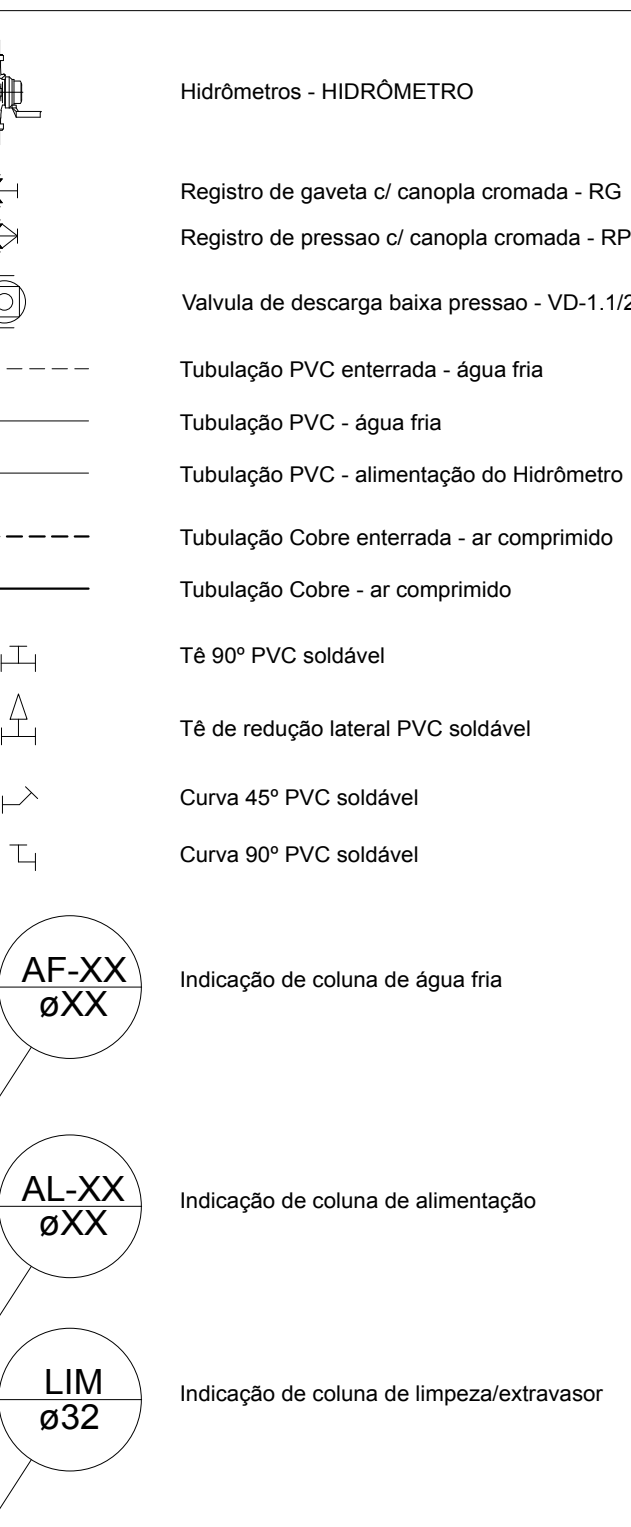 Hidrômetros - HIDRÔMETRO
Registro de gaveta c/ canopla cromada - RG
Registro de pressao c/ canopla cromada - RP
Valvula de descarga baixa pressao - VD-1.1/2
Tubulação PVC enterrada - água fria
Tubulação PVC - água fria
Tubulação PVC - alimentação do Hidrômetro
Tubulação Cobre enterrada - ar comprimido
Tubulação Cobre - ar comprimido
Tê 90º PVC soldável
Tê de redução lateral PVC soldável
Curva 45º PVC soldável
Curva 90º PVC soldável
AF-XX
øXX
Indicação de coluna de água fria
AL-XX
øXX
Indicação de coluna de alimentação
LIM
ø32
Indicação de coluna de limpeza/extravasor